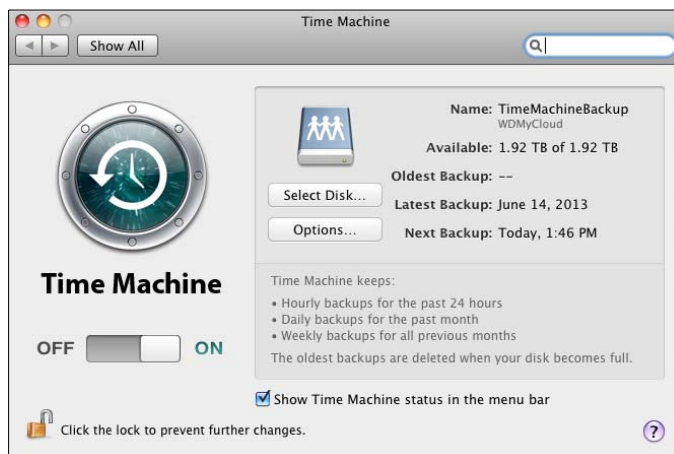 Time Machine
Show All
Name: TimeMachineBackup
WDMyCloud
Available: 1.92 TB of 1.92 TB
Oldest Backup: --
Select Disk...
Latest Backup: June 14, 2013
Options...
Next Backup: Today, 1:46 PM
Time Machine
OFF ON
Time Machine keeps:
• Hourly backups for the past 24 hours
• Daily backups for the past month
• Weekly backups for all previous months
The oldest backups are deleted when your disk becomes full.
Show Time Machine status in the menu bar
Click the lock to prevent further changes.
?